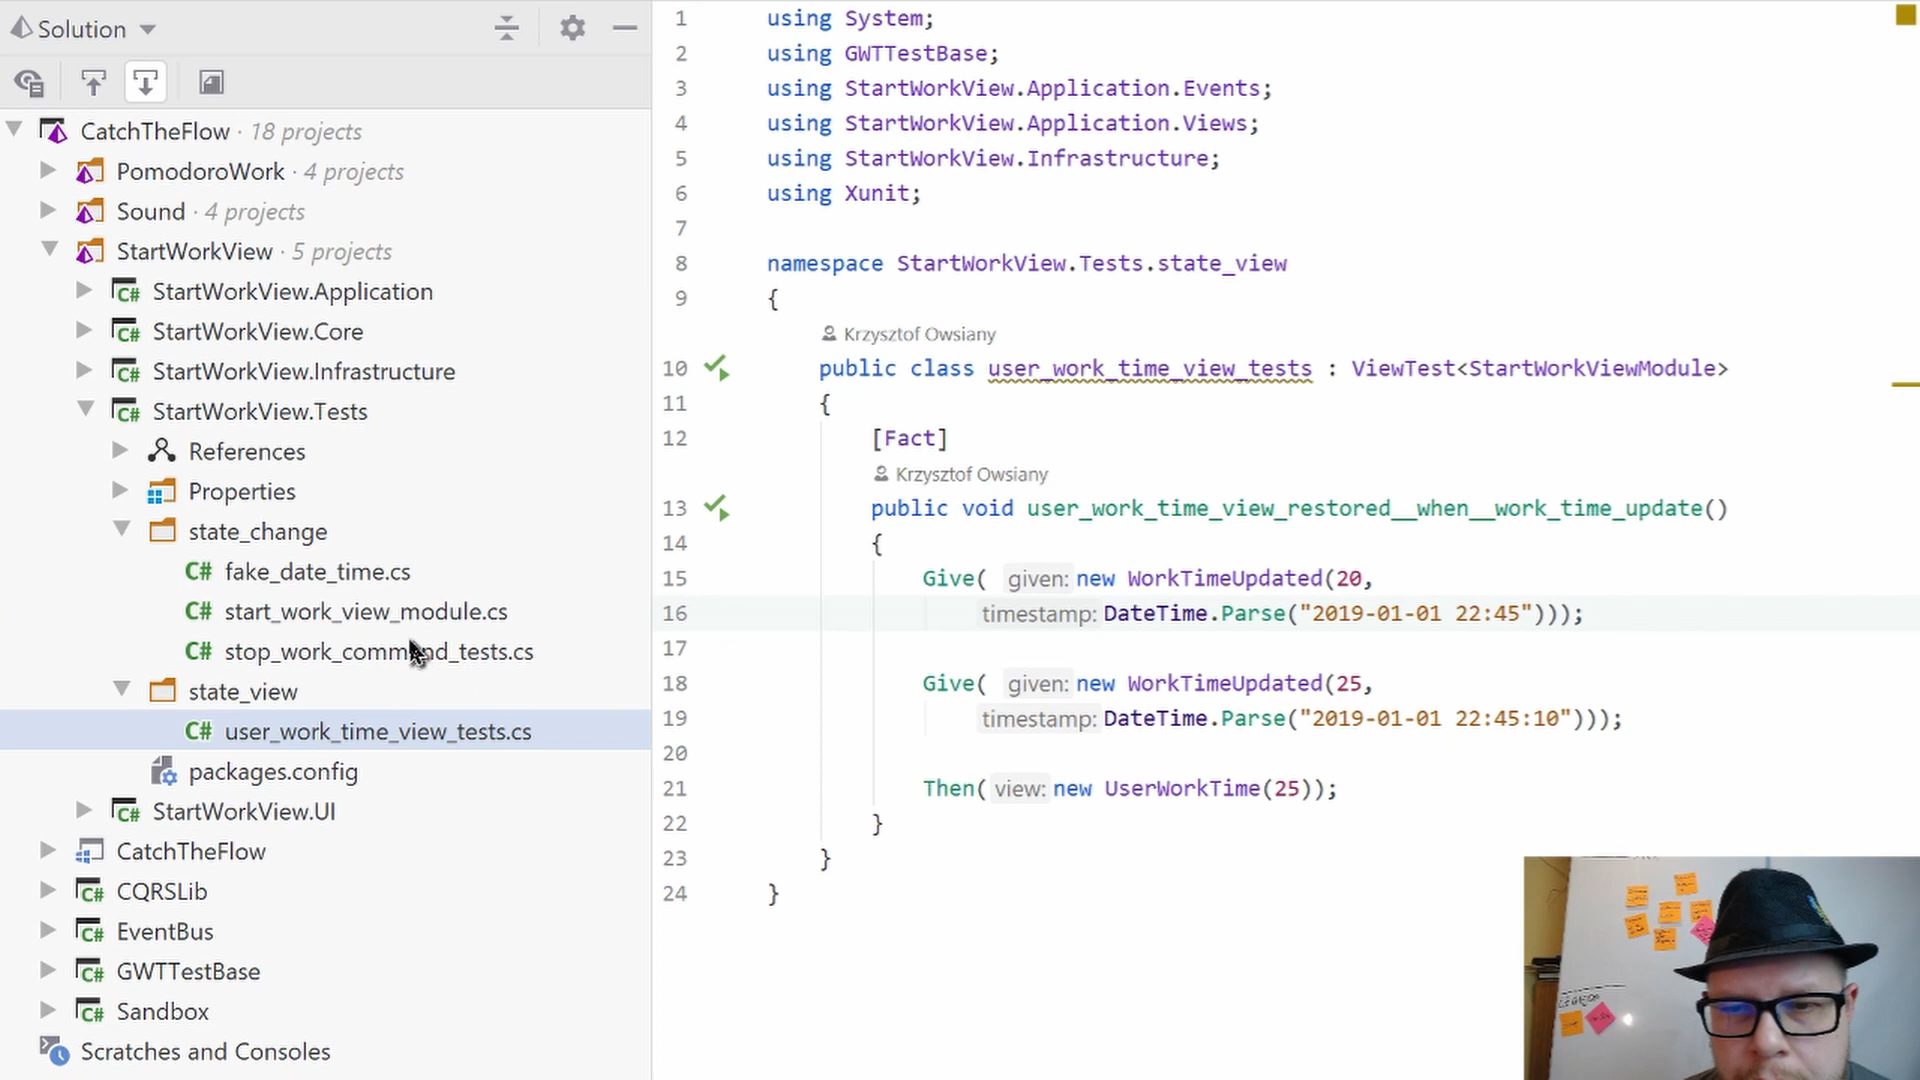 Solution
CatchTheFlow · 18 projects
PomodoroWork · 4 projects
Sound · 4 projects
StartWorkView · 5 projects
C# StartWorkView.Application
C# StartWorkView.Core
C# StartWorkView.Infrastructure
C# StartWorkView.Tests
References
Properties
state_change
C# fake_date_time.cs
C# start_work_view_module.cs
C# stop_work_command_tests.cs
state_view
C# user_work_time_view_tests.cs
packages.config
C# StartWorkView.UI
CatchTheFlow
C# CQRSLib
C# EventBus
C# GWTTestBase
C# Sandbox
Scratches and Consoles
1 using System;
2 using GWTTestBase;
3 using StartWorkView.Application.Events;
4 using StartWorkView.Application.Views;
5 using StartWorkView.Infrastructure;
6 using Xunit;
7
8 namespace StartWorkView.Tests.state_view
9 {
Krzysztof Owsiany
10 public class user_work_time_view_tests : ViewTest<StartWorkViewModule>
11 {
12 [Fact]
Krzysztof Owsiany
13 public void user_work_time_view_restored__when__work_time_update()
14 {
15 Give( given: new WorkTimeUpdated(20,
16 timestamp: DateTime.Parse("2019-01-01 22:45")));
17
18 Give( given: new WorkTimeUpdated(25,
19 timestamp: DateTime.Parse("2019-01-01 22:45:10")));
20
21 Then( view: new UserWorkTime(25));
22 }
23 }
24 }